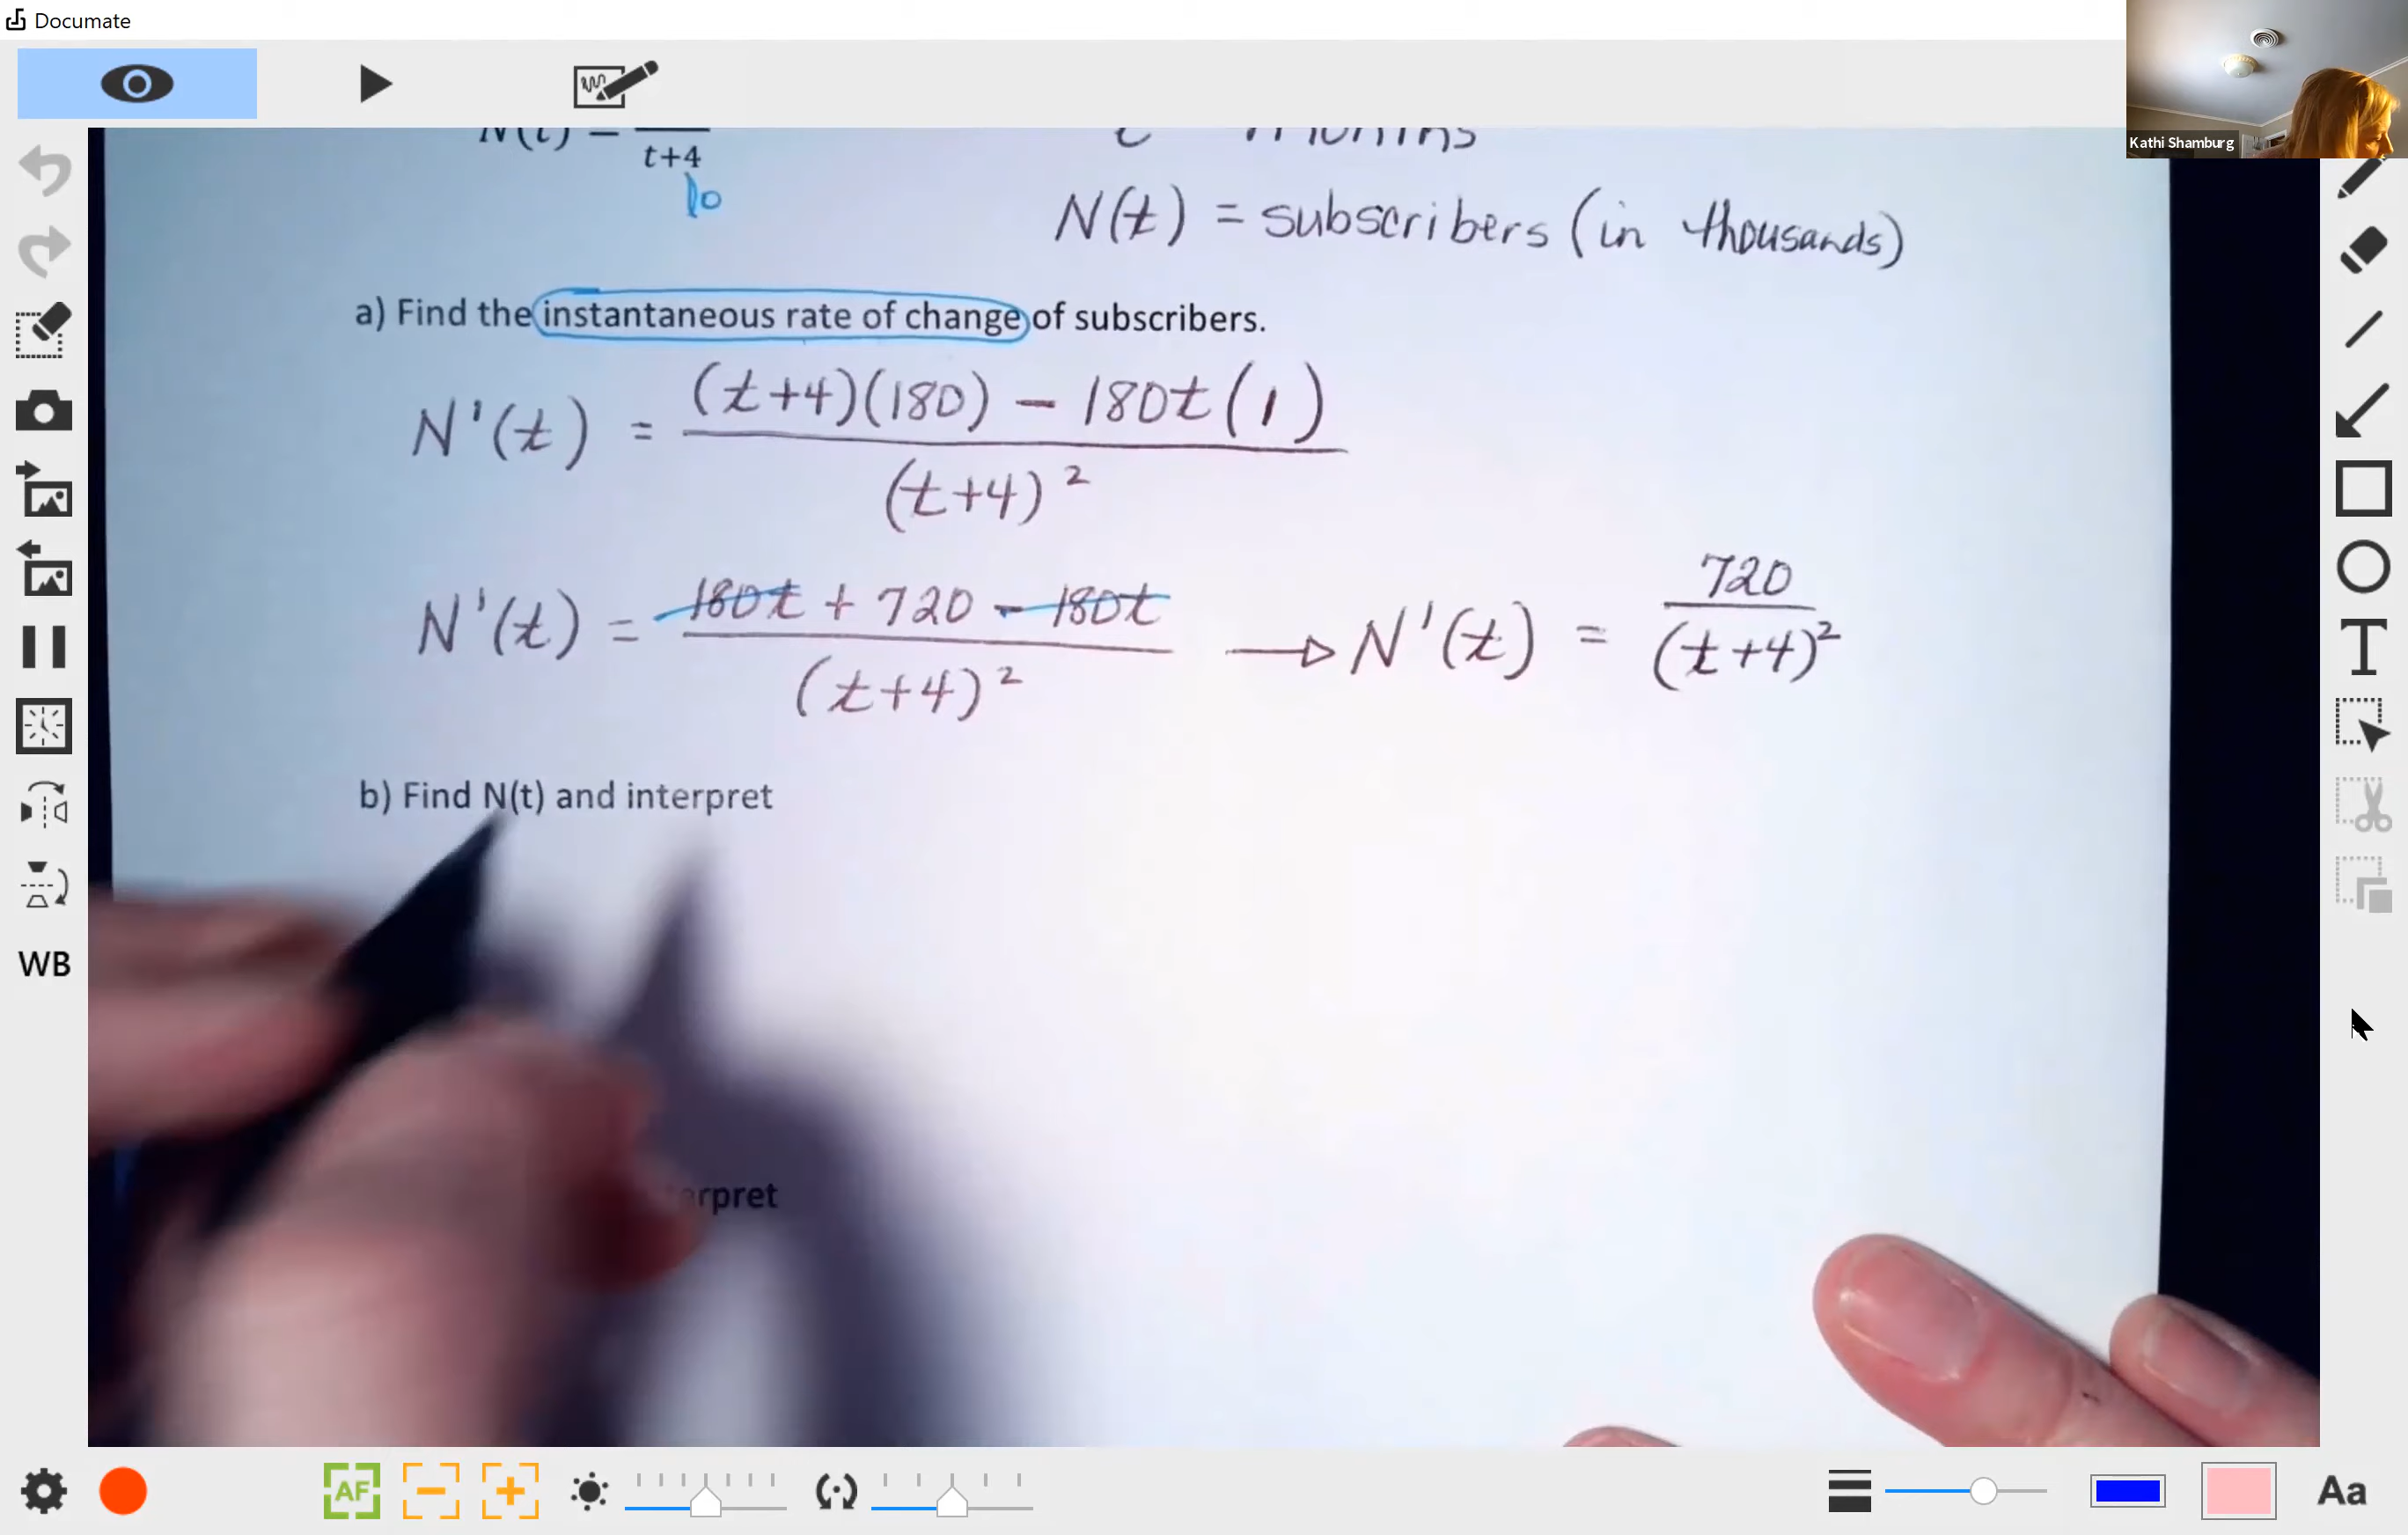 Documate
Kathi Shamburg
N(t) =
t+4
lo
N(t) = subscribers (in thousands)
a) Find the instantaneous rate of change of subscribers.
N'(t) = (t+4)(180) - 180t(1)
(t+4)²
N'(t) = 180t + 720 - 180t
(t+4)²
N'(t) = 720
(t+4)²
b) Find N(t) and interpret
WB
T
AF
Aa